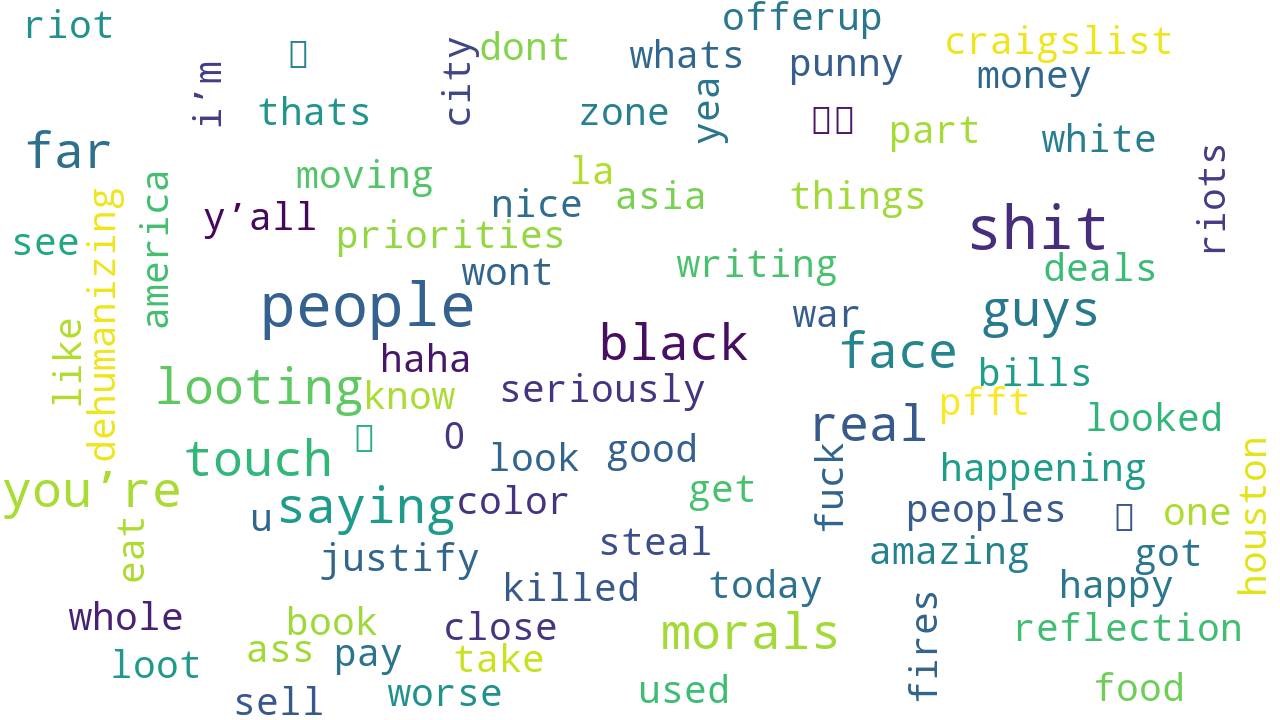 riot
offerup
craigslist
dont
whats
punny
money
i’m
city
thats
zone
yea
part
white
far
moving
la
asia
things
riots
america
y’all
nice
shit
dehumanizing
see
priorities
wont
writing
deals
people
war
guys
black
face
like
haha
looting
know
seriously
bills
pfft
real
looked
touch
O
look
good
happening
houston
you’re
u
saying
color
get
fuck
peoples
one
eat
justify
steal
amazing
got
killed
today
happy
whole
book
close
morals
fires
reflection
loot
ass
pay
take
sell
worse
used
food